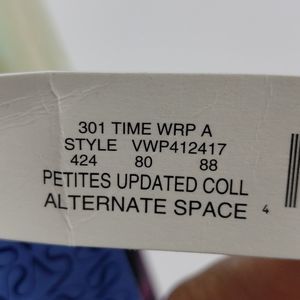 301 TIME WRP A
STYLE VWP412417
424 80 88
PETITES UPDATED COLL
ALTERNATE SPACE 4